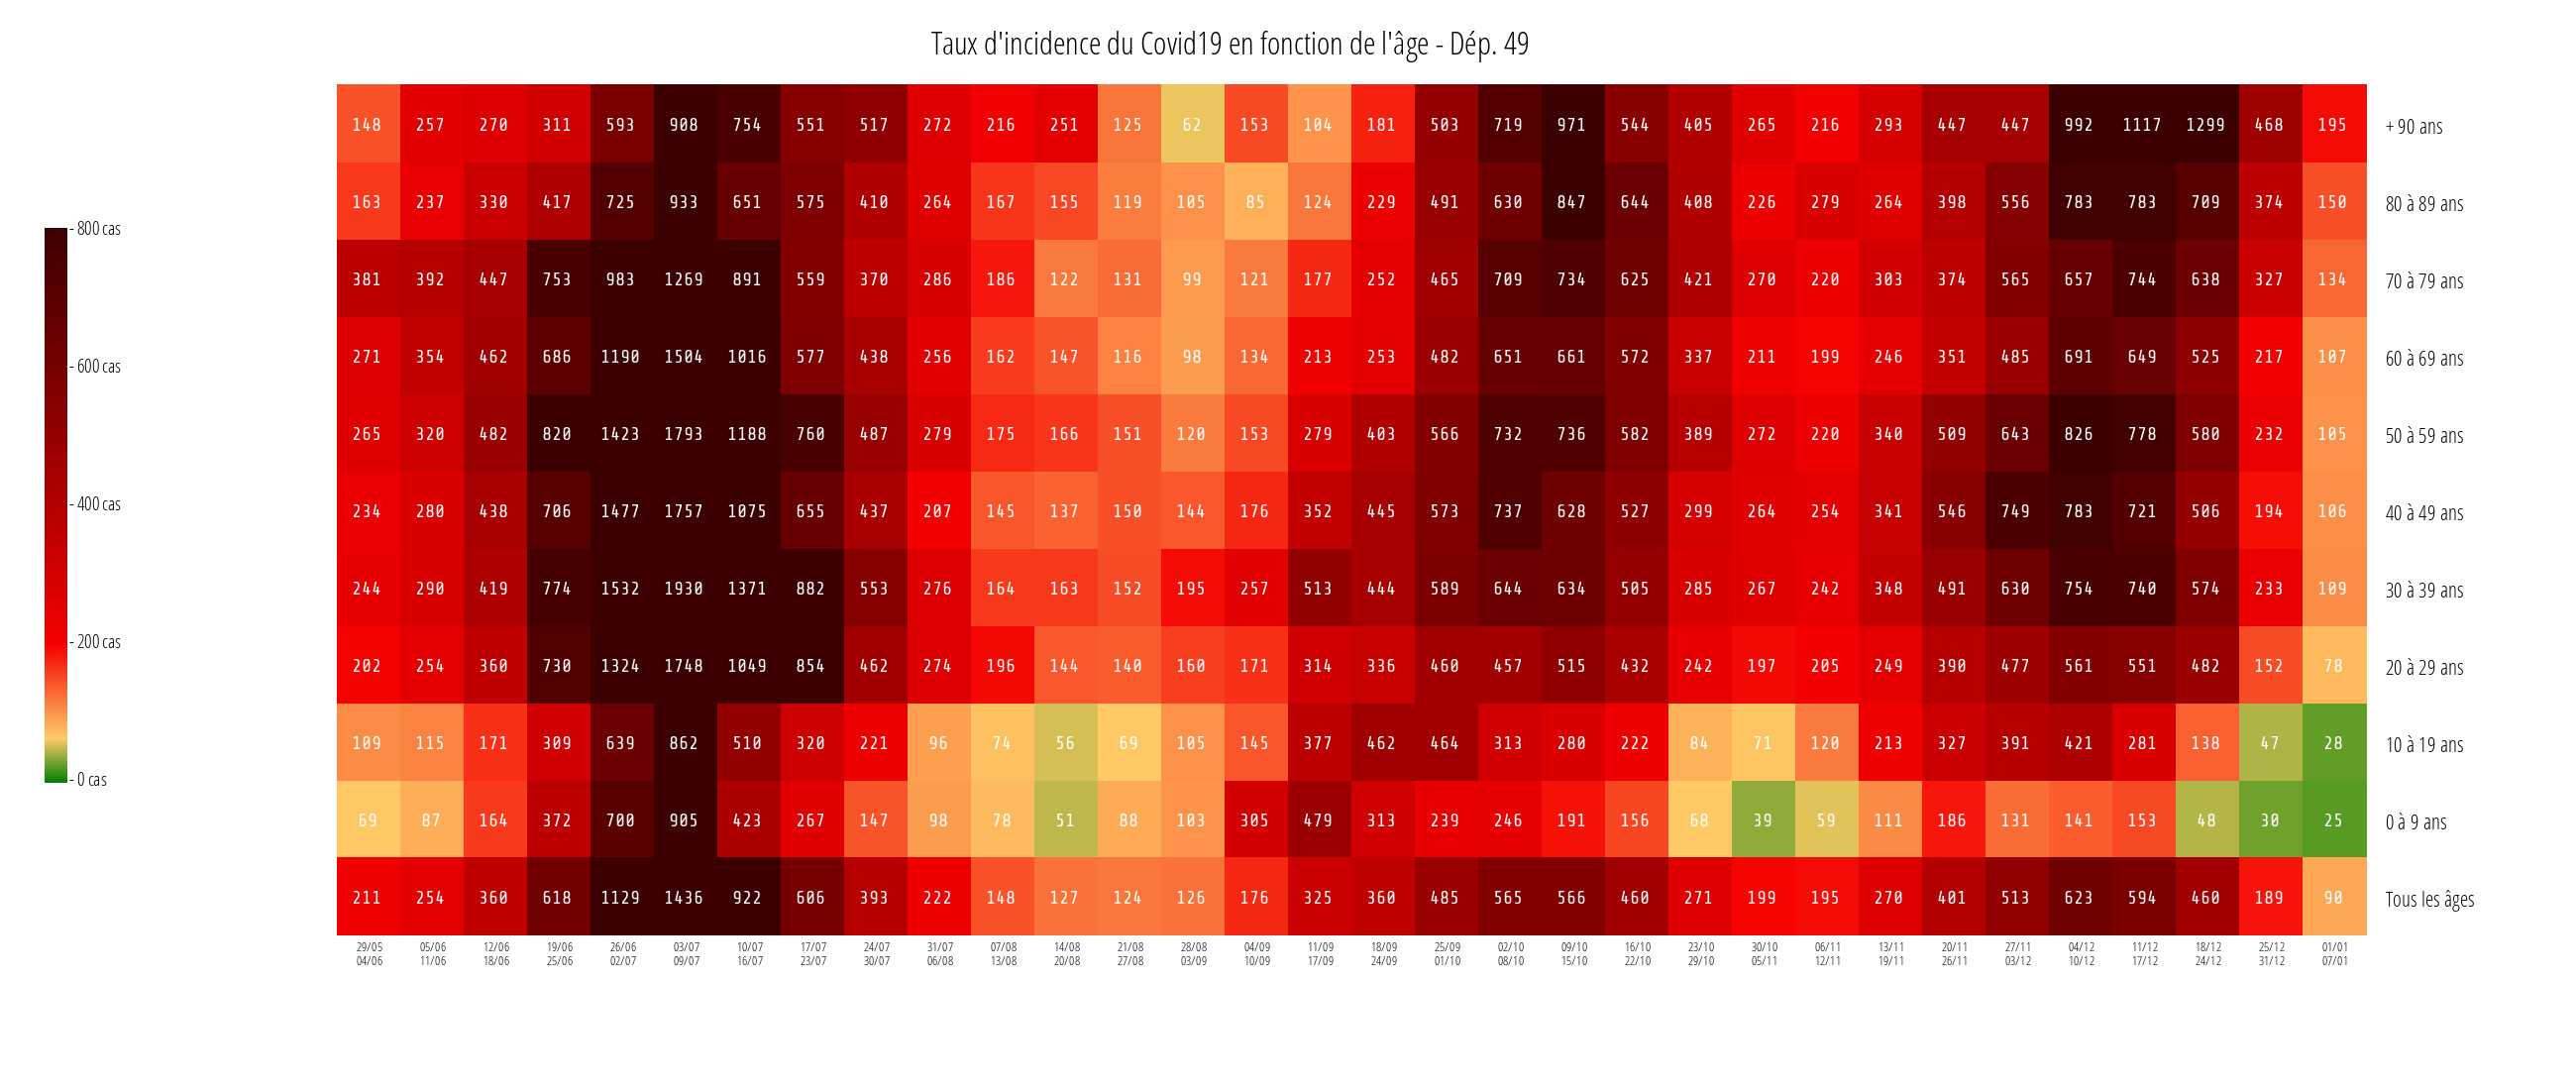 Taux d'incidence du Covid19 en fonction de l'âge - Dép. 49
148 257 270 311 593 908 754 551 517 272 216 251 125 62 153 104 181 503 719 971 544 405 265 216 293 447 447 992 1117 1299 468 195 + 90 ans
163 237 330 417 725 933 651 575 410 264 167 155 119 105 85 124 229 491 630 847 644 408 226 279 264 398 556 783 783 709 374 150 80 à 89 ans
- 800 cas
381 392 447 753 983 1269 891 559 370 286 186 122 131 99 121 177 252 465 709 734 625 421 270 220 303 374 565 657 744 638 327 134 70 à 79 ans
271 354 462 686 1190 1504 1016 577 438 256 162 147 116 98 134 213 253 482 651 661 572 337 211 199 246 351 485 691 649 525 217 107 60 à 69 ans
- 600 cas
265 320 482 820 1423 1793 1188 760 487 279 175 166 151 120 153 279 403 566 732 736 582 389 272 220 340 509 643 826 778 580 232 105 50 à 59 ans
- 400 cas
234 280 438 706 1477 1757 1075 655 437 207 145 137 150 144 176 352 445 573 737 628 527 299 264 254 341 546 749 783 721 506 194 106 40 à 49 ans
244 290 419 774 1532 1930 1371 882 553 276 164 163 152 195 257 513 444 589 644 634 505 285 267 242 348 491 630 754 740 574 233 109 30 à 39 ans
- 200 cas
202 254 360 730 1324 1748 1049 854 462 274 196 144 140 160 171 314 336 460 457 515 432 242 197 205 249 390 477 561 551 482 152 78 20 à 29 ans
109 115 171 309 639 862 510 320 221 96 74 56 69 105 145 377 462 464 313 280 222 84 71 120 213 327 391 421 281 138 47 28 10 à 19 ans
- 0 cas
69 87 164 372 700 905 423 267 147 98 78 51 88 103 305 479 313 239 246 191 156 68 39 59 111 186 131 141 153 48 30 25 0 à 9 ans
211 254 360 618 1129 1436 922 606 393 222 148 127 124 126 176 325 360 485 565 566 460 271 199 195 270 401 513 623 594 460 189 90 Tous les âges
29/05 05/06 12/06 19/06 26/06 03/07 10/07 17/07 24/07 31/07 07/08 14/08 21/08 28/08 04/09 11/09 18/09 25/09 02/10 09/10 16/10 23/10 30/10 06/11 13/11 20/11 27/11 04/12 11/12 18/12 25/12 01/01
04/06 11/06 18/06 25/06 02/07 09/07 16/07 23/07 30/07 06/08 13/08 20/08 27/08 03/09 10/09 17/09 24/09 01/10 08/10 15/10 22/10 29/10 05/11 12/11 19/11 26/11 03/12 10/12 17/12 24/12 31/12 07/01